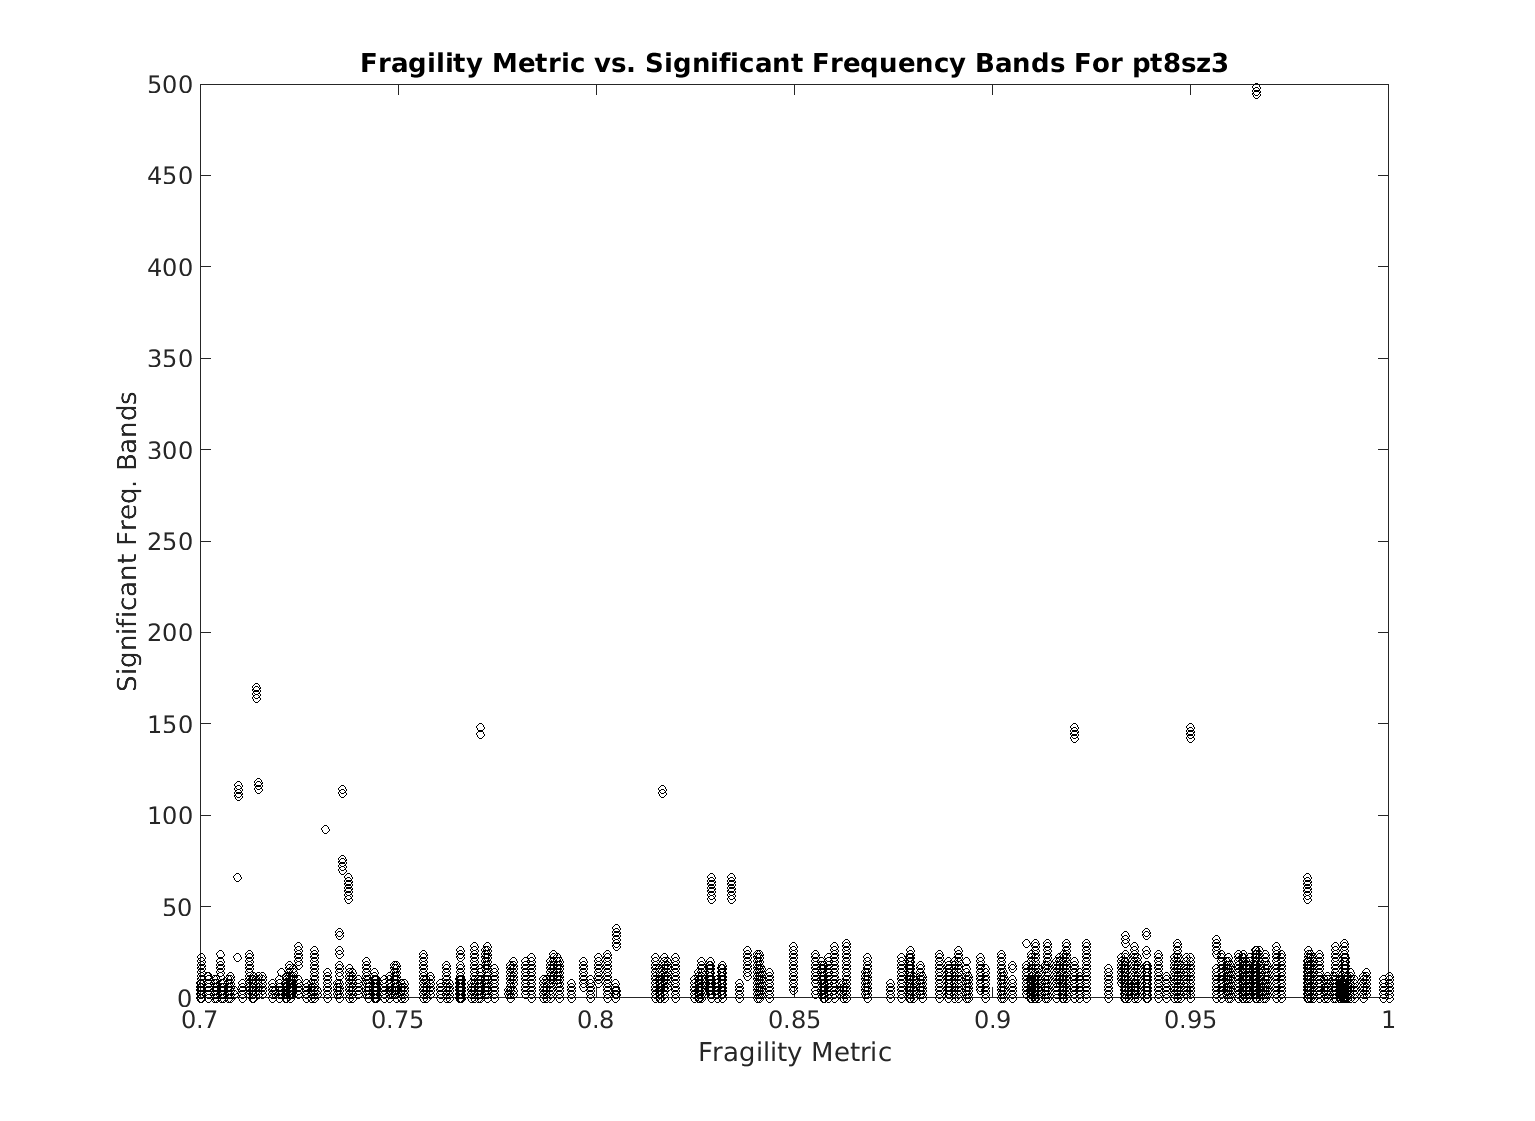 Fragility Metric vs. Significant Frequency Bands For pt8sz3
500
450
400
350
300
250
200
150
100
50
0
Significant Freq. Bands
0.7 0.75 0.8 0.85 0.9 0.95 1
Fragility Metric